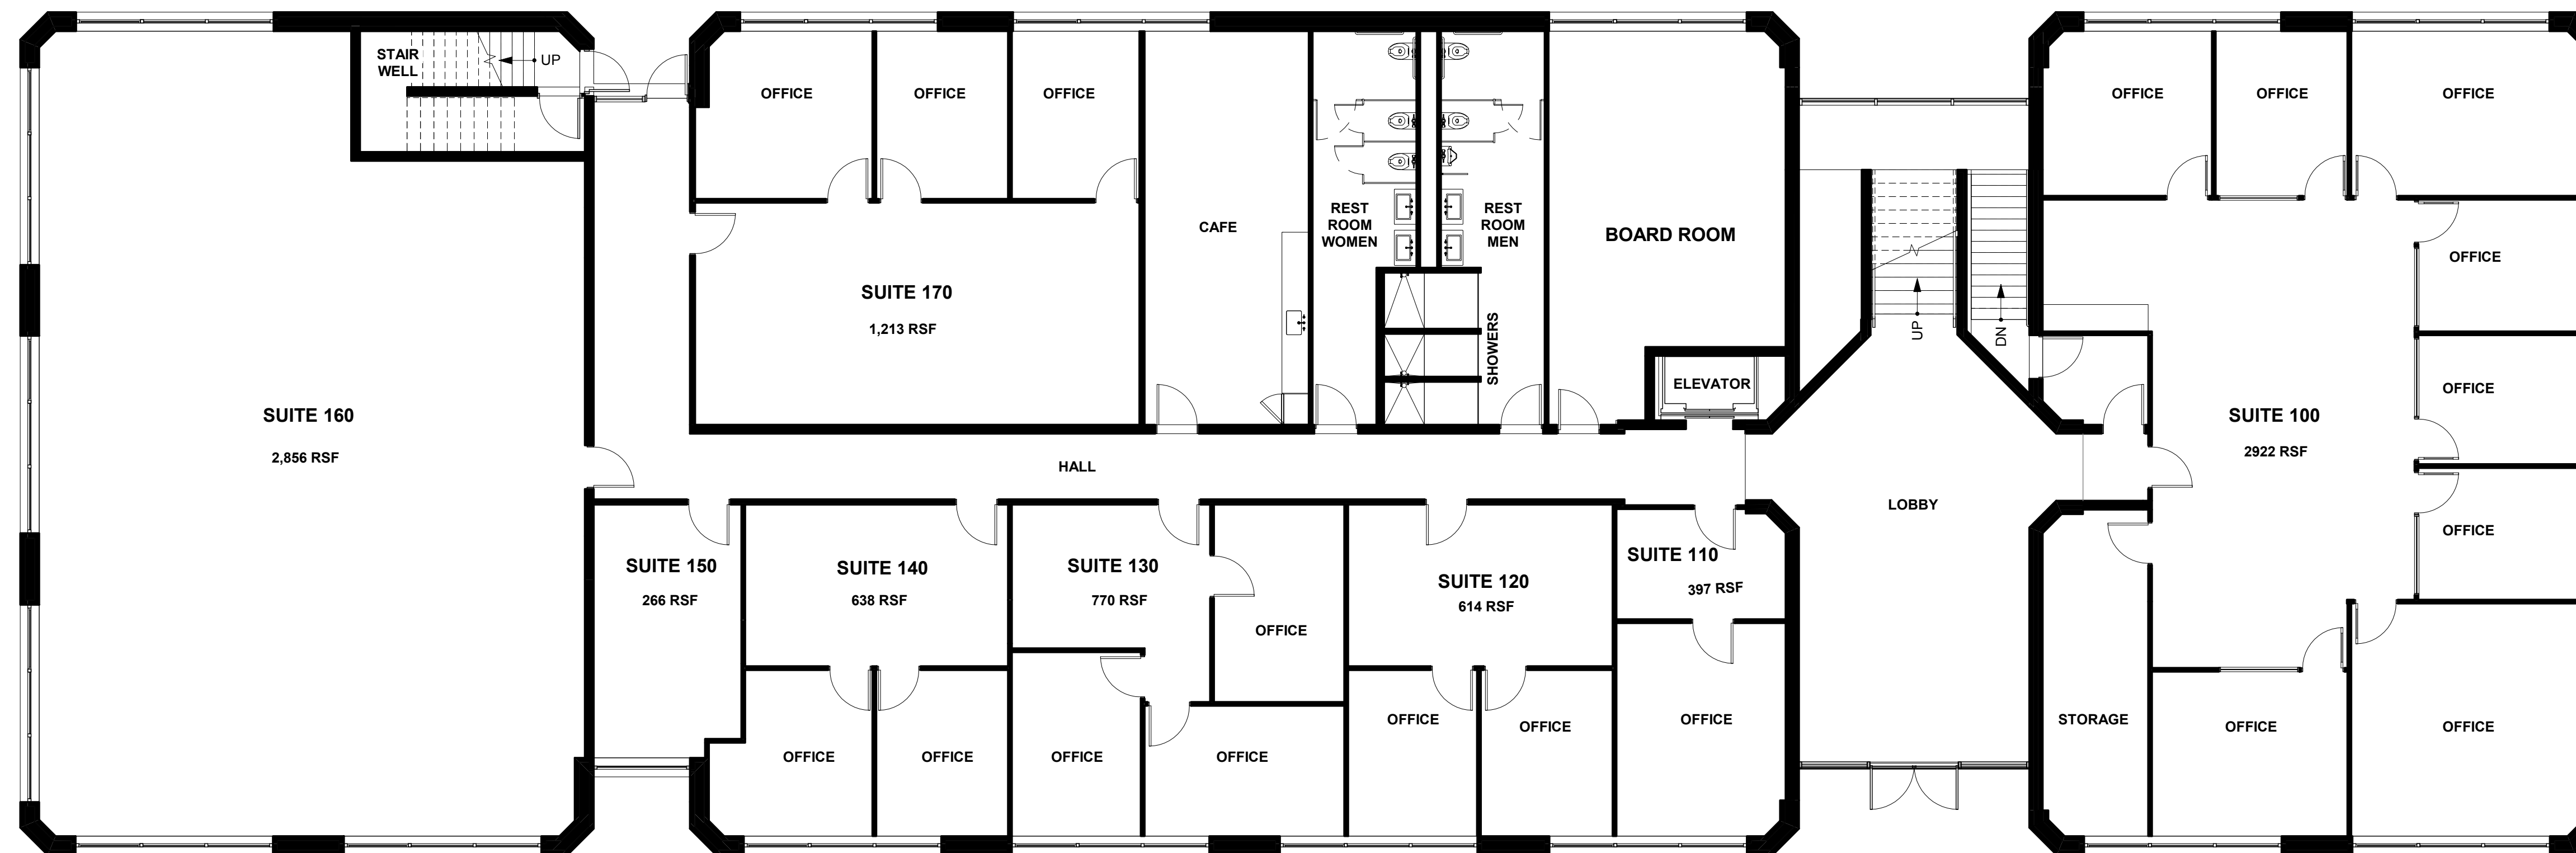 STAIR
WELL
UP
OFFICE
OFFICE
OFFICE
CAFE
REST
ROOM
WOMEN
REST
ROOM
MEN
SHOWERS
BOARD ROOM
ELEVATOR
UP
DN
OFFICE
OFFICE
OFFICE
OFFICE
OFFICE
OFFICE
SUITE 170
1,213 RSF
SUITE 160
2,856 RSF
SUITE 100
2922 RSF
HALL
LOBBY
SUITE 150
266 RSF
SUITE 140
638 RSF
SUITE 130
770 RSF
OFFICE
SUITE 120
614 RSF
SUITE 110
397 RSF
OFFICE
OFFICE
OFFICE
OFFICE
OFFICE
OFFICE
OFFICE
STORAGE
OFFICE
OFFICE